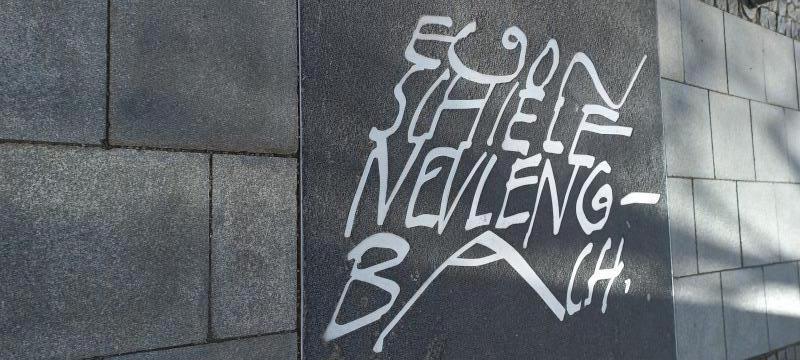 EGON
SCHIELE
NEULENG-
BACH.